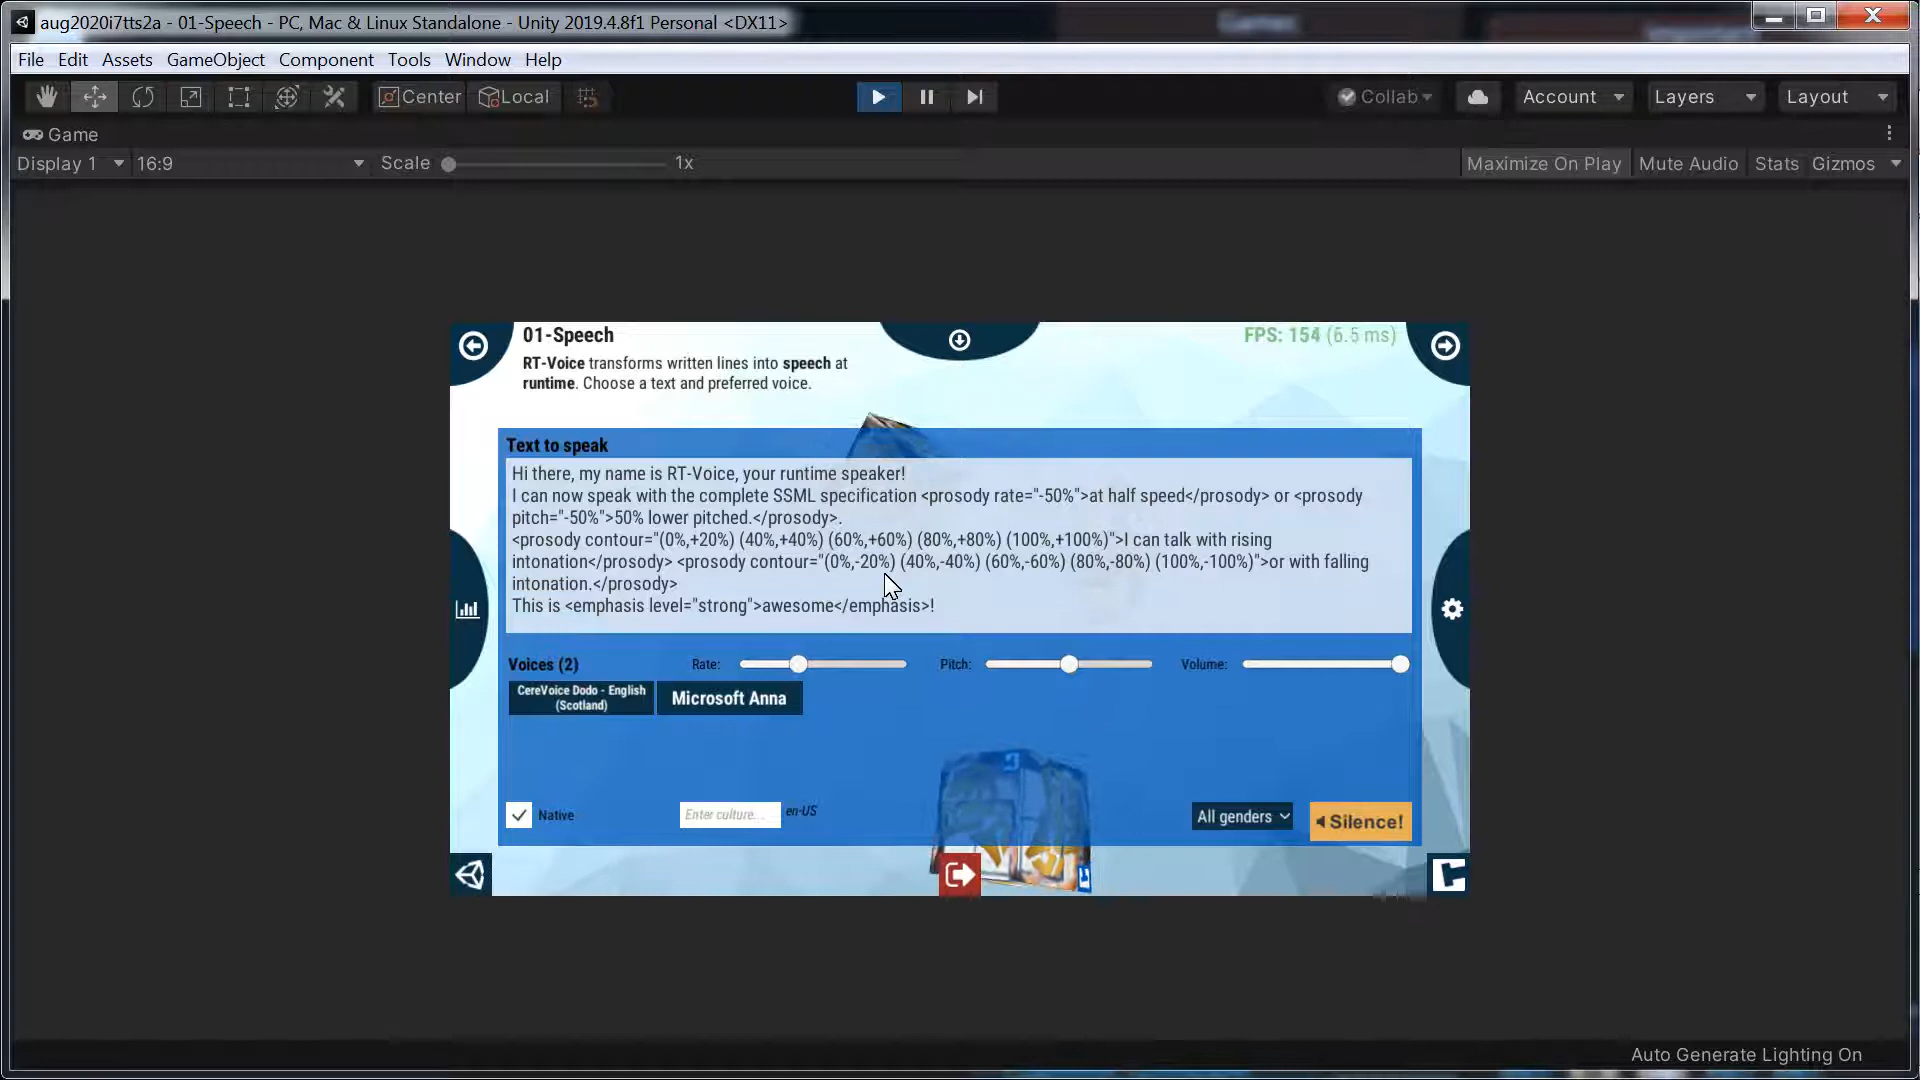 aug2020i7tts2a - 01-Speech - PC, Mac & Linux Standalone - Unity 2019.4.8f1 Personal <DX11>
File Edit Assets GameObject Component Tools Window Help
Center Local Collab Account Layers Layout
Game
Display 1 16:9 Scale 1x Maximize On Play Mute Audio Stats Gizmos
01-Speech
FPS: 154 (6.5 ms)
RT-Voice transforms written lines into speech at
runtime. Choose a text and preferred voice.
Text to speak
Hi there, my name is RT-Voice, your runtime speaker!
I can now speak with the complete SSML specification <prosody rate="-50%">at half speed</prosody> or <prosody
pitch="-50%">50% lower pitched.</prosody>.
<prosody contour="(0%,+20%) (40%,+40%) (60%,+60%) (80%,+80%) (100%,+100%)">I can talk with rising
intonation</prosody> <prosody contour="(0%,-20%) (40%,-40%) (60%,-60%) (80%,-80%) (100%,-100%)">or with falling
intonation.</prosody>
This is <emphasis level="strong">awesome</emphasis>!
Voices (2) Rate: Pitch: Volume:
CereVoice Dodo - English
(Scotland)
Microsoft Anna
Native Enter culture... en-US All genders Silence!
Auto Generate Lighting On